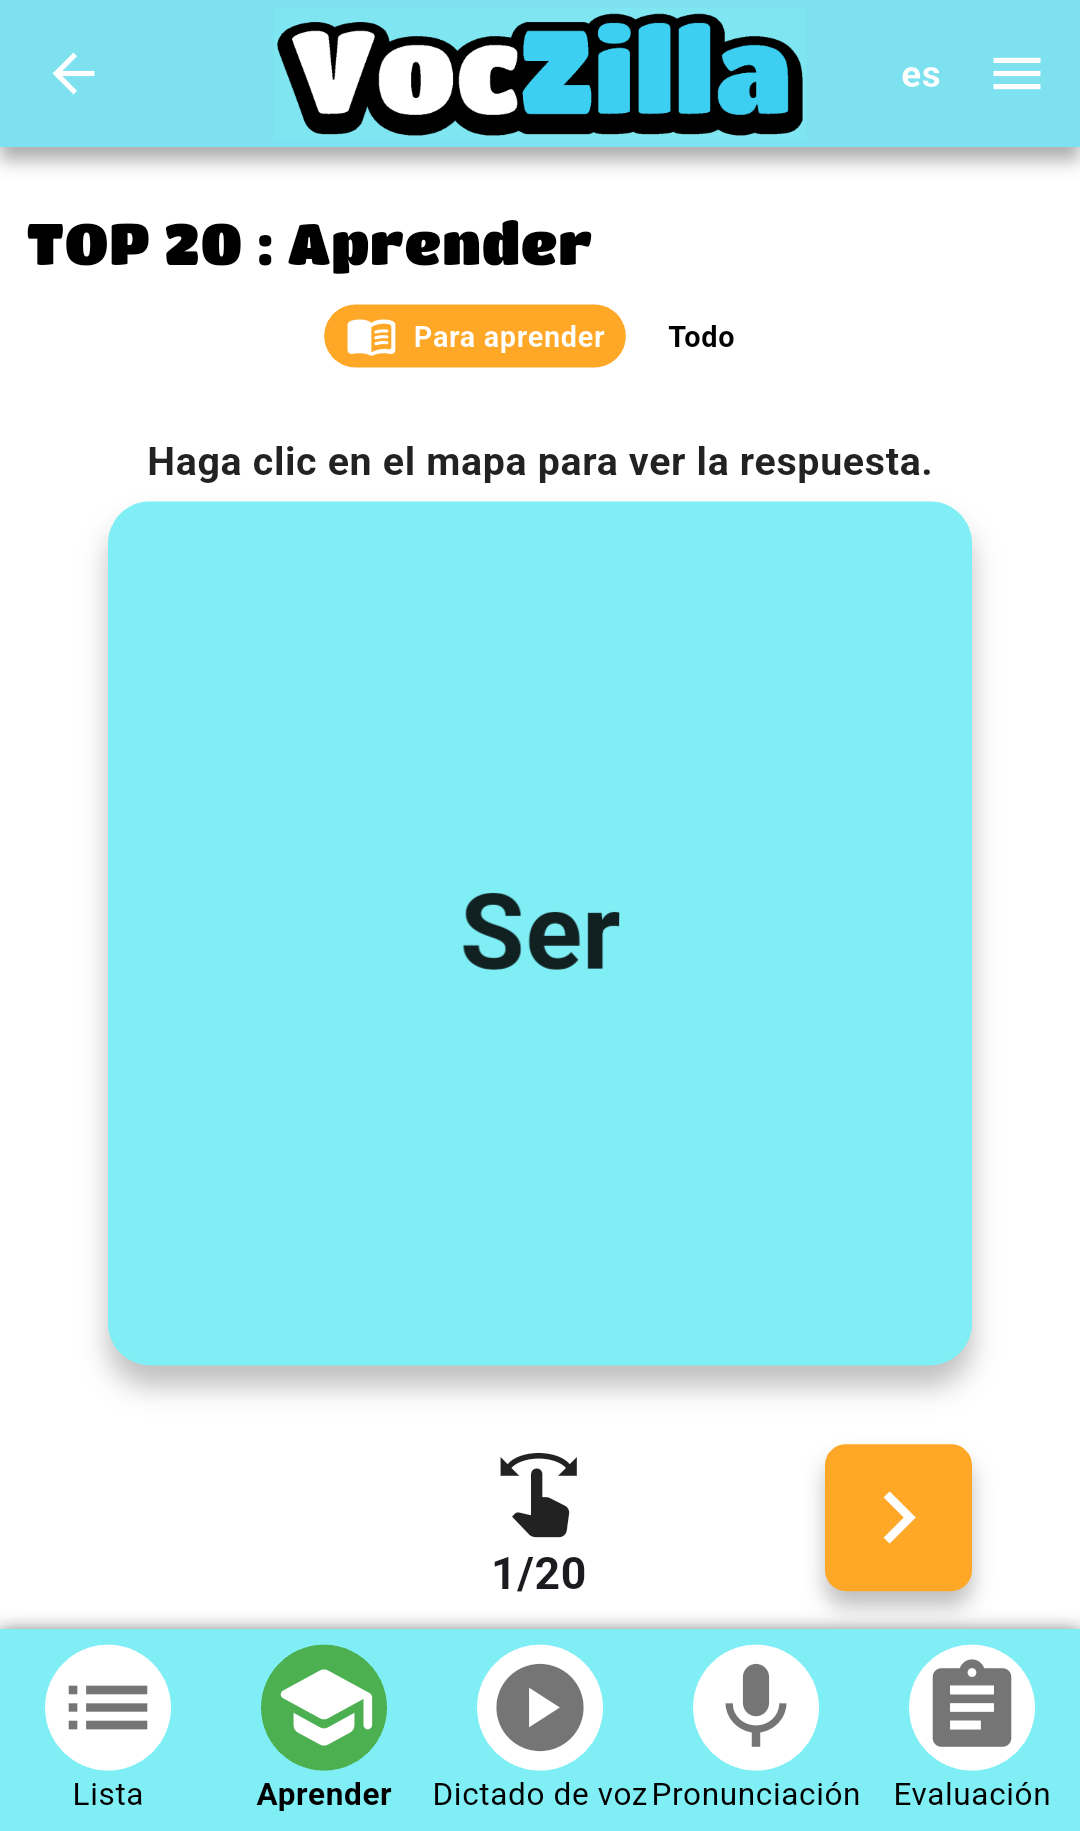 VocZilla
es
TOP 20 : Aprender
Para aprender
Todo
Haga clic en el mapa para ver la respuesta.
Ser
1/20
Lista
Aprender
Dictado de voz
Pronunciación
Evaluación